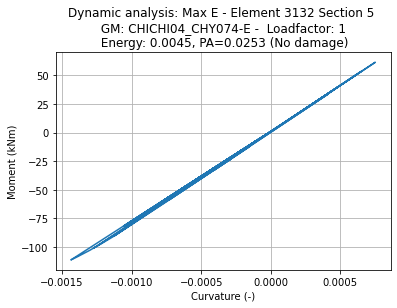 Dynamic analysis: Max E - Element 3132 Section 5
GM: CHICHI04_CHY074-E -  Loadfactor: 1
Energy: 0.0045, PA=0.0253 (No damage)
50
25
0
−25
−50
−75
−100
Moment (kNm)
−0.0015
−0.0010
−0.0005
0.0000
0.0005
Curvature (-)